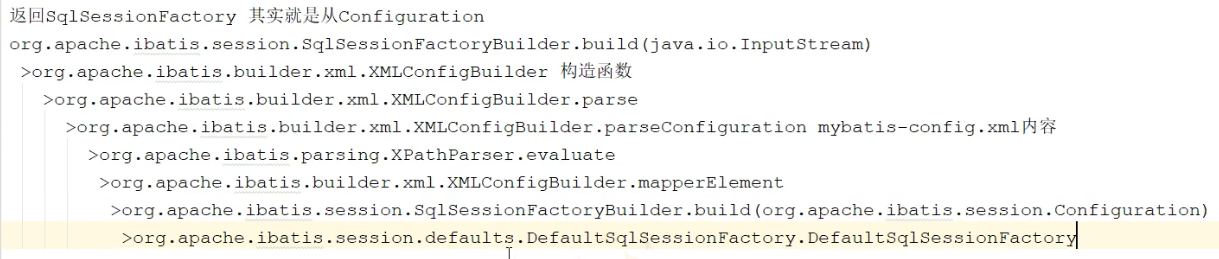 返回SqlSessionFactory 其实就是从Configuration
org.apache.ibatis.session.SqlSessionFactoryBuilder.build(java.io.InputStream)
>org.apache.ibatis.builder.xml.XMLConfigBuilder 构造函数
>org.apache.ibatis.builder.xml.XMLConfigBuilder.parse
>org.apache.ibatis.builder.xml.XMLConfigBuilder.parseConfiguration mybatis-config.xml内容
>org.apache.ibatis.parsing.XPathParser.evaluate
>org.apache.ibatis.builder.xml.XMLConfigBuilder.mapperElement
>org.apache.ibatis.session.SqlSessionFactoryBuilder.build(org.apache.ibatis.session.Configuration)
>org.apache.ibatis.session.defaults.DefaultSqlSessionFactory.DefaultSqlSessionFactory